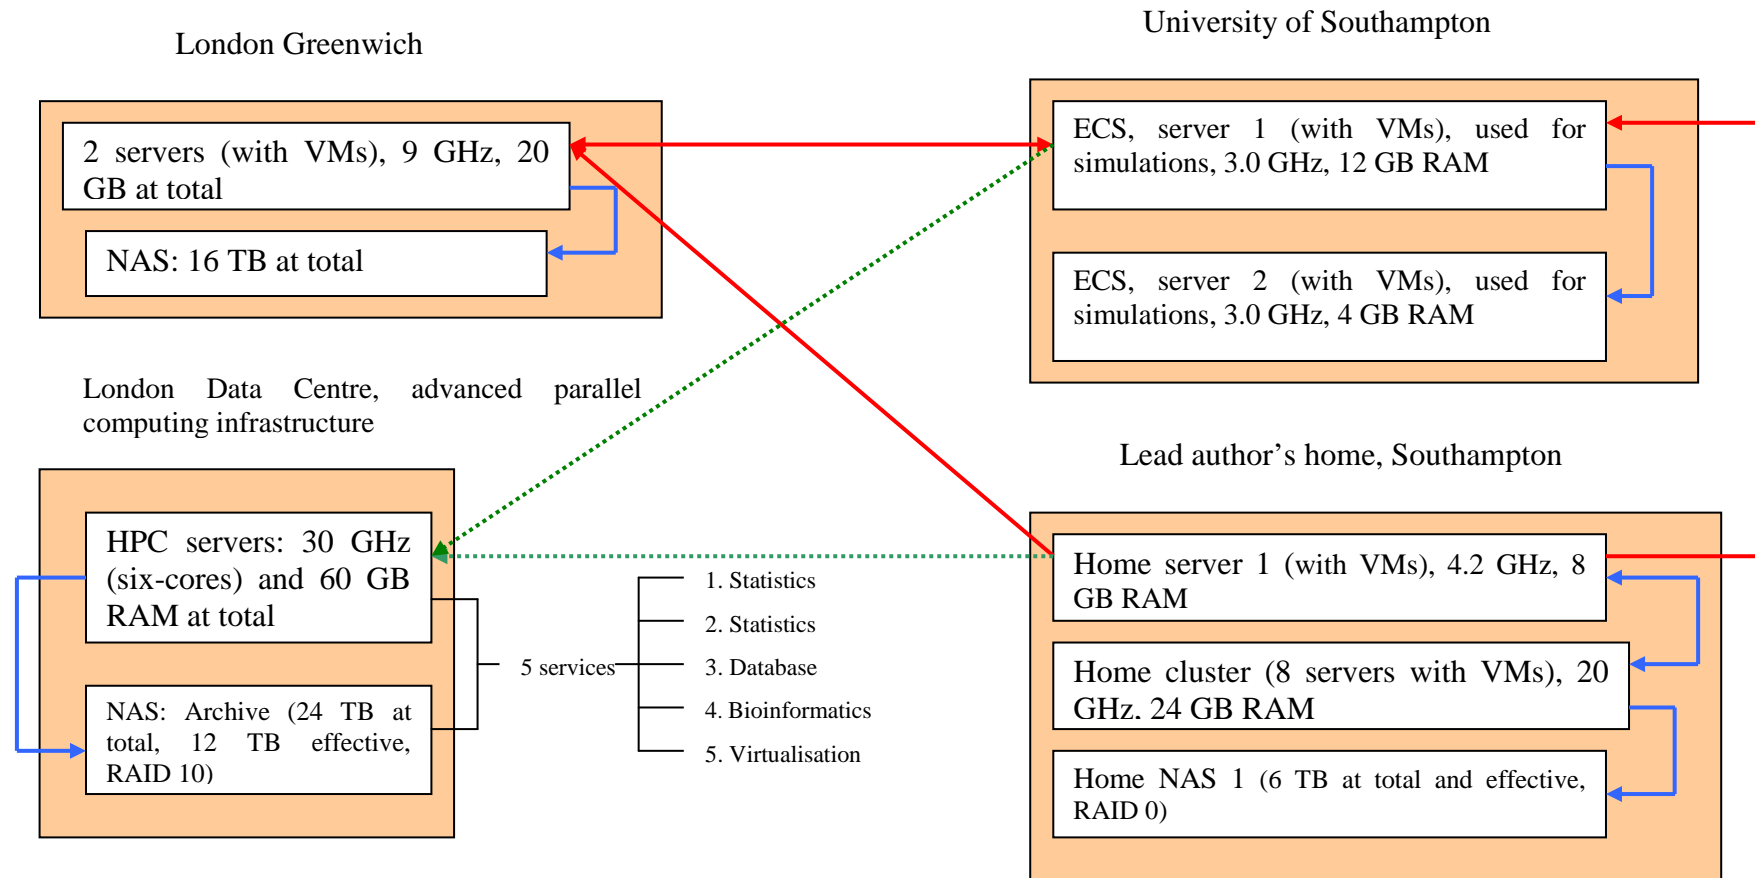 London Greenwich
2 servers (with VMs), 9 GHz, 20
GB at total
NAS: 16 TB at total
University of Southampton
ECS, server 1 (with VMs), used for
simulations, 3.0 GHz, 12 GB RAM
ECS, server 2 (with VMs), used for
simulations, 3.0 GHz, 4 GB RAM
London Data Centre, advanced parallel
computing infrastructure
HPC servers: 30 GHz
(six-cores) and 60 GB
RAM at total
NAS: Archive (24 TB at
total, 12 TB effective,
RAID 10)
5 services
1. Statistics
2. Statistics
3. Database
4. Bioinformatics
5. Virtualisation
Lead author’s home, Southampton
Home server 1 (with VMs), 4.2 GHz, 8
GB RAM
Home cluster (8 servers with VMs), 20
GHz, 24 GB RAM
Home NAS 1 (6 TB at total and effective,
RAID 0)